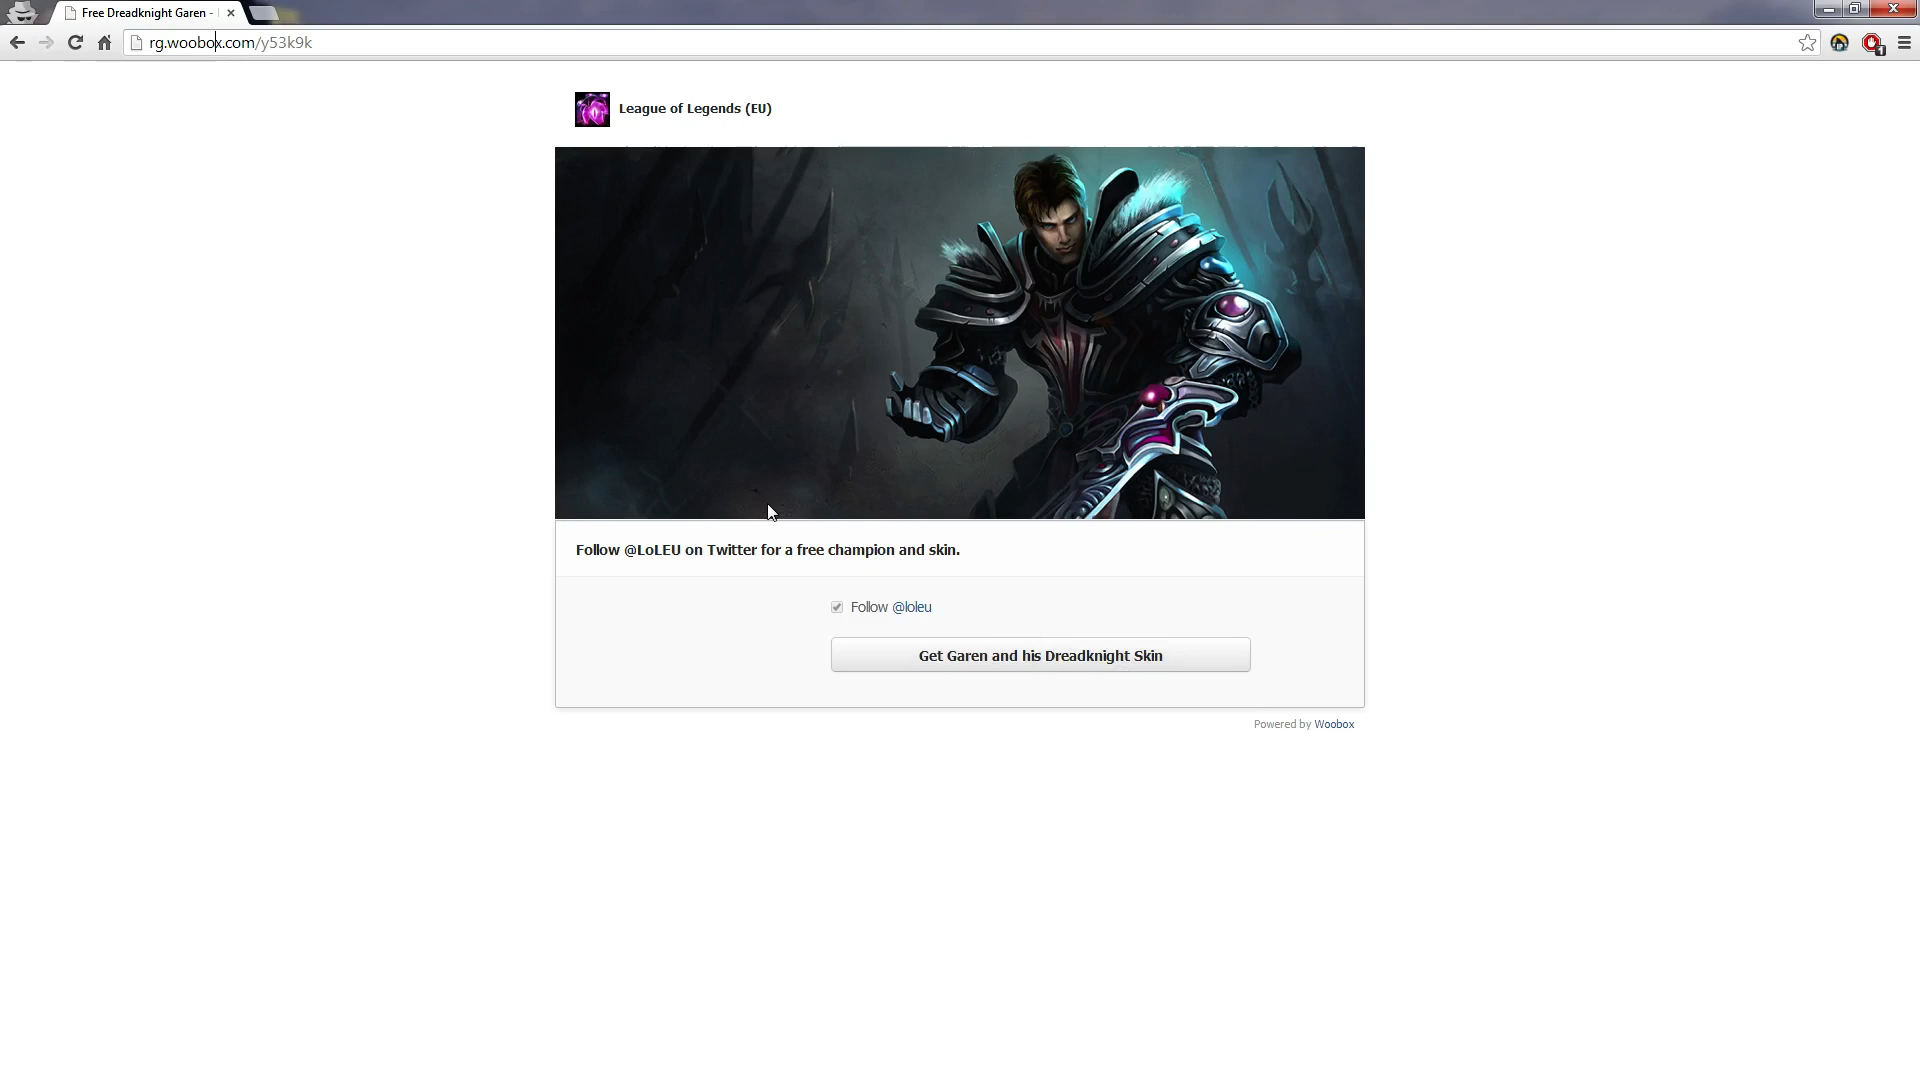 Free Dreadknight Garen -
rg.woobox.com/y53k9k
1
League of Legends (EU)
Follow @LoLEU on Twitter for a free champion and skin.
Follow @loleu
Get Garen and his Dreadknight Skin
Powered by Woobox